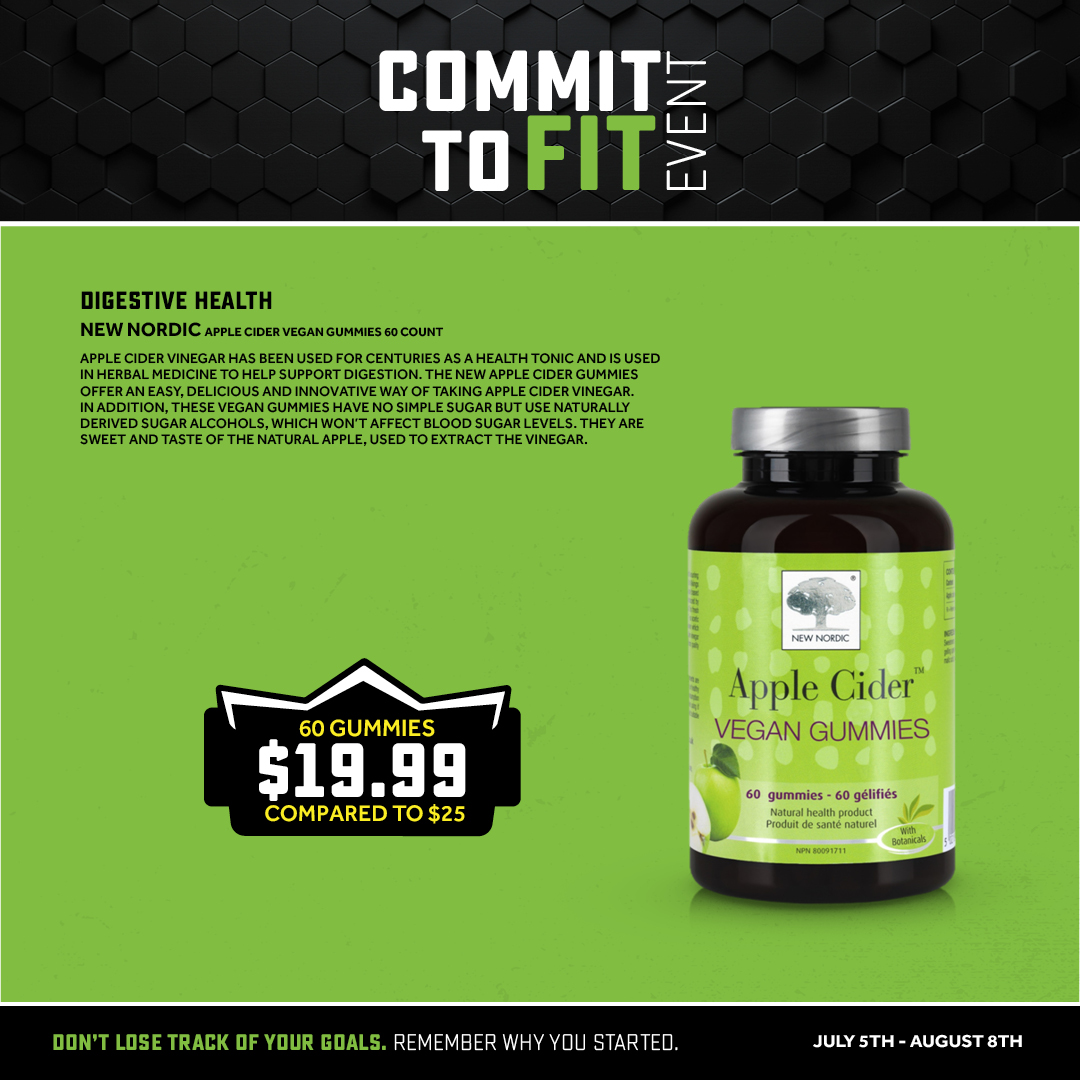 COMMIT
TO FIT
EVENT
DIGESTIVE HEALTH
NEW NORDIC APPLE CIDER VEGAN GUMMIES 60 COUNT
APPLE CIDER VINEGAR HAS BEEN USED FOR CENTURIES AS A HEALTH TONIC AND IS USED
IN HERBAL MEDICINE TO HELP SUPPORT DIGESTION. THE NEW APPLE CIDER GUMMIES
OFFER AN EASY, DELICIOUS AND INNOVATIVE WAY OF TAKING APPLE CIDER VINEGAR.
IN ADDITION, THESE VEGAN GUMMIES HAVE NO SIMPLE SUGAR BUT USE NATURALLY
DERIVED SUGAR ALCOHOLS, WHICH WON'T AFFECT BLOOD SUGAR LEVELS. THEY ARE
SWEET AND TASTE OF THE NATURAL APPLE, USED TO EXTRACT THE VINEGAR.
60 GUMMIES
$19.99
COMPARED TO $25
®
NEW NORDIC
Apple Cider™
VEGAN GUMMIES
60 gummies - 60 gélifiés
Natural health product
Produit de santé naturel
With
Botanicals
NPN 80091711
DON'T LOSE TRACK OF YOUR GOALS. REMEMBER WHY YOU STARTED.
JULY 5TH - AUGUST 8TH